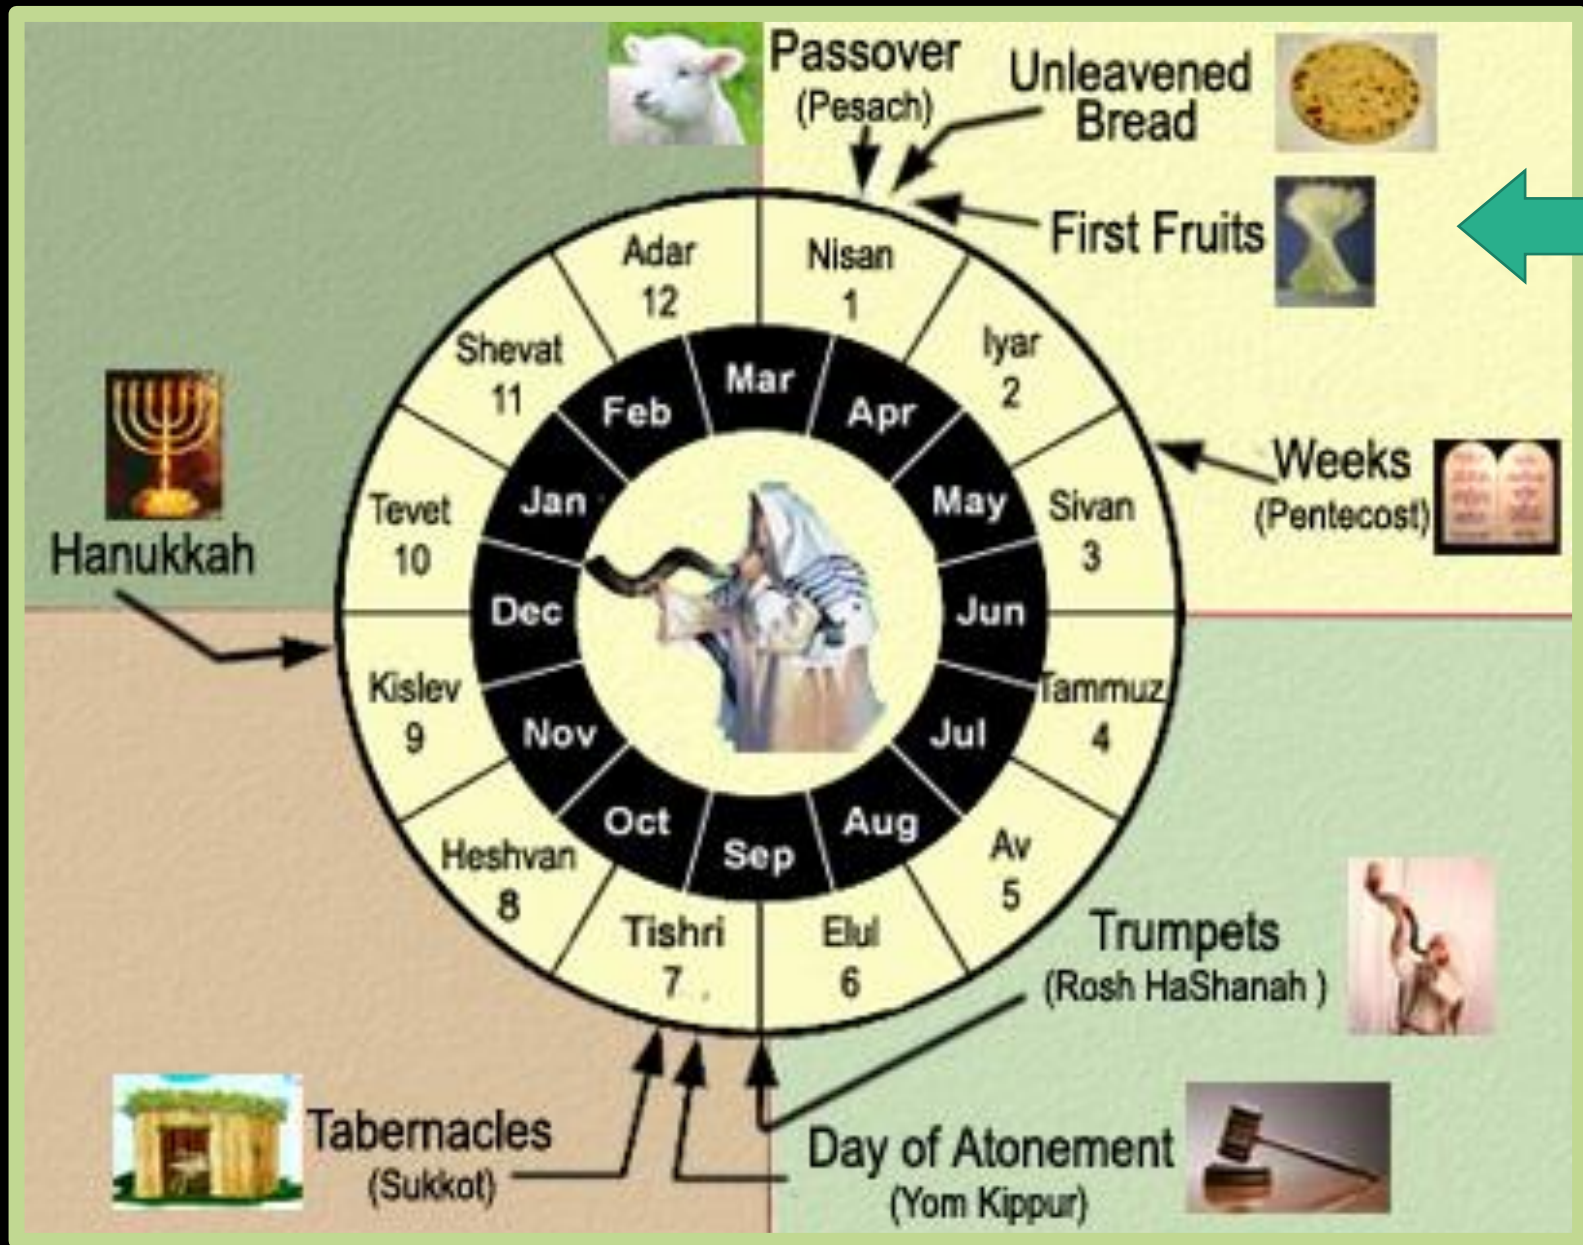 Passover
(Pesach)
Unleavened
Bread
First Fruits
Weeks
(Pentecost)
Hanukkah
Nisan
1
Iyar
2
Sivan
3
Tammuz
4
Av
5
Elul
6
Tishri
7
Heshvan
8
Kislev
9
Tevet
10
Shevat
11
Adar
12
Mar
Apr
May
Jun
Jul
Aug
Sep
Oct
Nov
Dec
Jan
Feb
Trumpets
(Rosh HaShanah )
Day of Atonement
(Yom Kippur)
Tabernacles
(Sukkot)